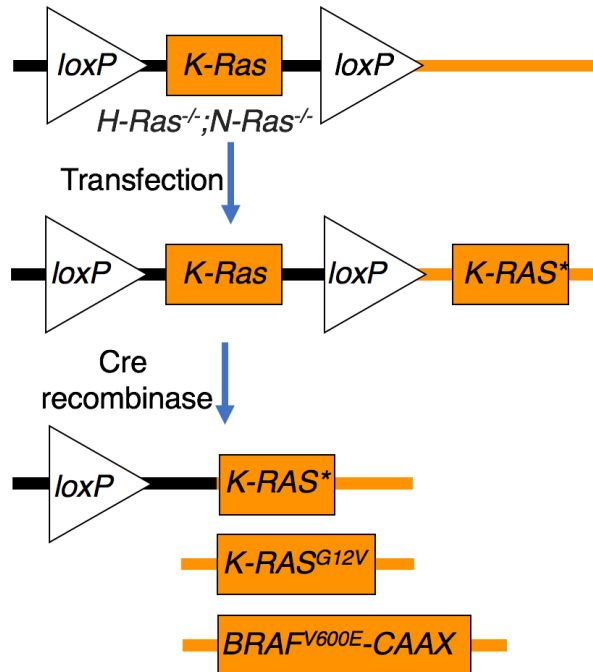 loxP K-Ras loxP
H-Ras-/-;N-Ras-/-
Transfection
loxP K-Ras loxP K-RAS*
Cre
recombinase
loxP K-RAS*
K-RASG12V
BRAFV600E-CAAX